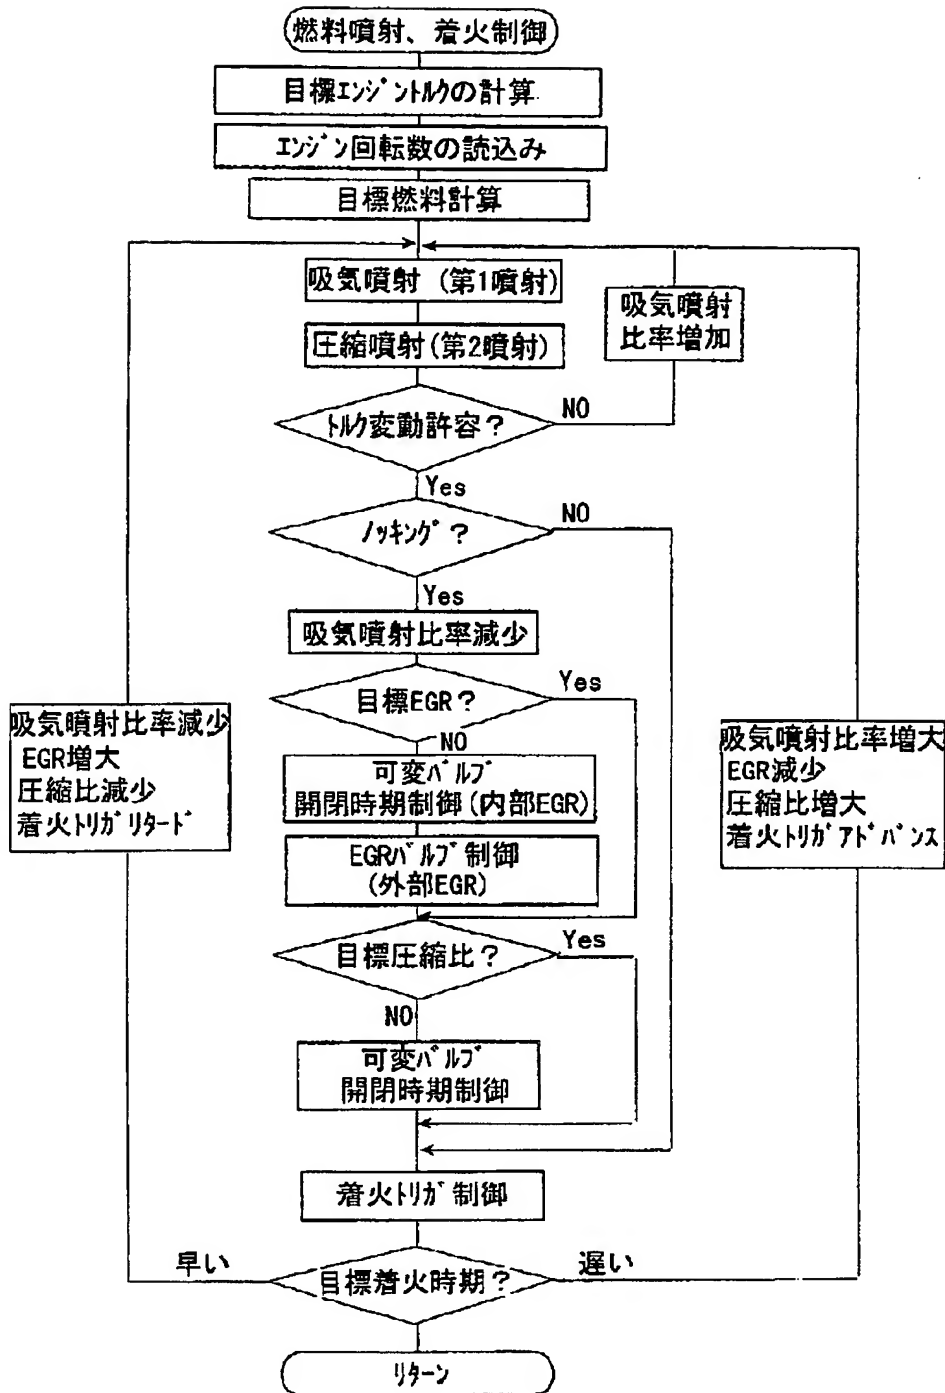 燃料噴射、着火制御
目標エンジントルクの計算
エンジン回転数の読込み
目標燃料計算
吸気噴射（第1噴射）
吸気噴射
比率増加
圧縮噴射(第2噴射)
トルク変動許容？
NO
Yes
ノッキング？
NO
Yes
吸気噴射比率減少
目標EGR？
Yes
NO
吸気噴射比率減少
EGR増大
圧縮比減少
着火トリガリタード
可変バルブ
開閉時期制御(内部EGR)
吸気噴射比率増大
EGR減少
圧縮比増大
着火トリガアドバンス
EGRバルブ制御
(外部EGR)
目標圧縮比？
Yes
NO
可変バルブ
開閉時期制御
着火トリガ制御
早い
目標着火時期？
遅い
リターン